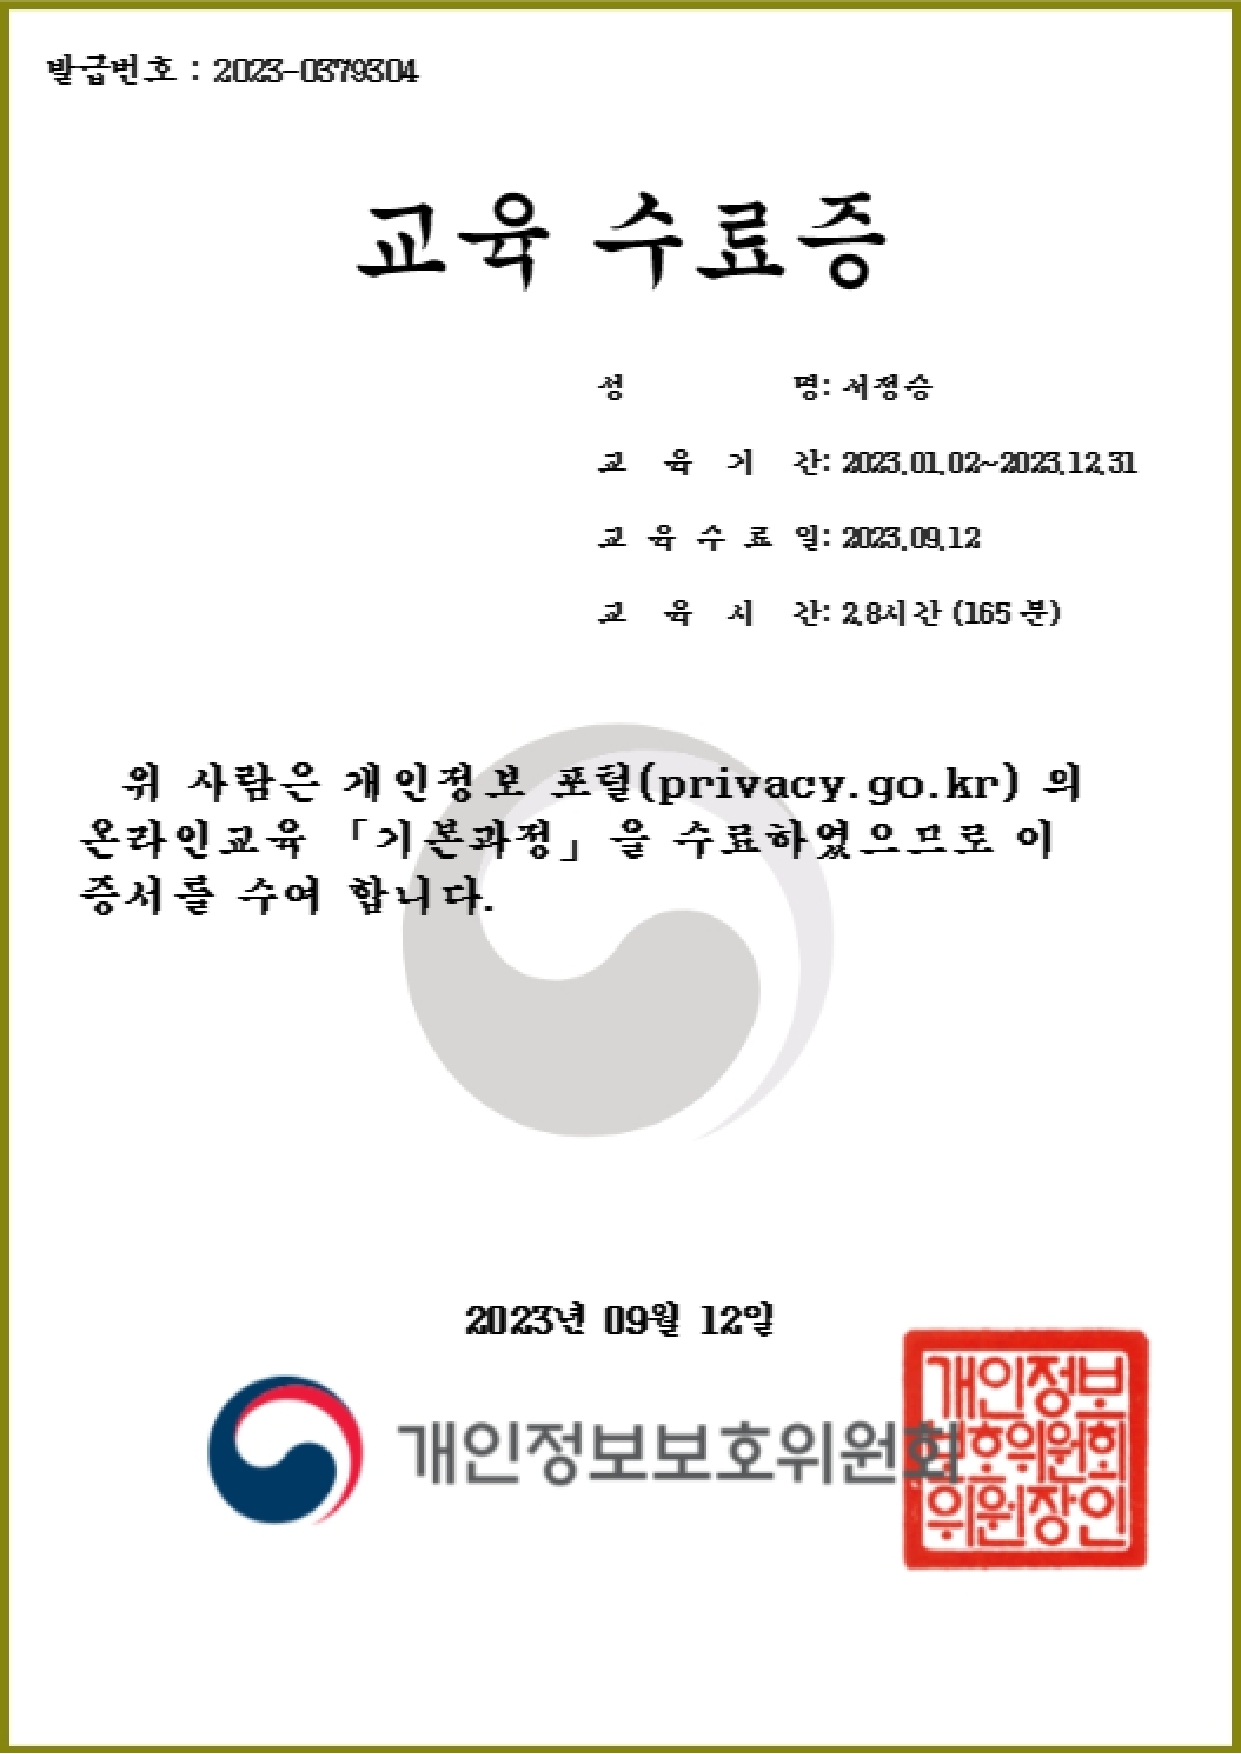 발급번호 : 2023-0379304
교육 수료증
성 명: 서정승
교 육 기 간: 2023.01.02~2023.12.31
교 육 수 료 일: 2023.09.12
교 육 시 간: 2.8시간 (165 분)
위 사람은 개인정보 포털(privacy.go.kr) 의
온라인교육 「기본과정」을 수료하였으므로 이
증서를 수여 합니다.
2023년 09월 12일
개인정보보호위원회
개인정보
보호위원회
위원장인